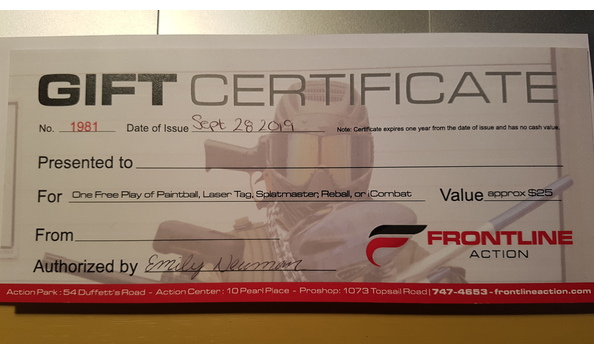 GIFT CERTIFICATE
No. 1981 Date of Issue Sept 28 2019 Note: Certificate expires one year from the date of issue and has no cash value.
Presented to
For One Free Play of Paintball, Laser Tag, Splatmaster, Reball, or iCombat Value approx $25
From
FRONTLINE
ACTION
Authorized by Emily Newman
Action Park : 54 Duffett's Road - Action Center : 10 Pearl Place - Proshop: 1073 Topsail Road | 747-4653 - frontlineaction.com